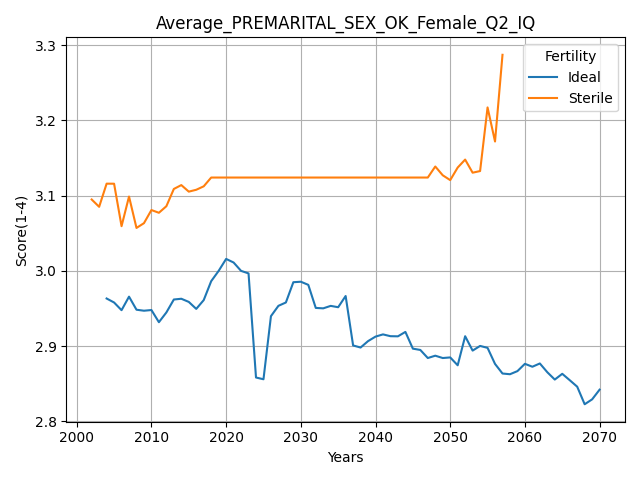 Average_PREMARITAL_SEX_OK_Female_Q2_IQ
3.3
3.2
3.1
3.0
2.9
2.8
Score(1-4)
Fertility
Ideal
Sterile
2000 2010 2020 2030 2040 2050 2060 2070
Years